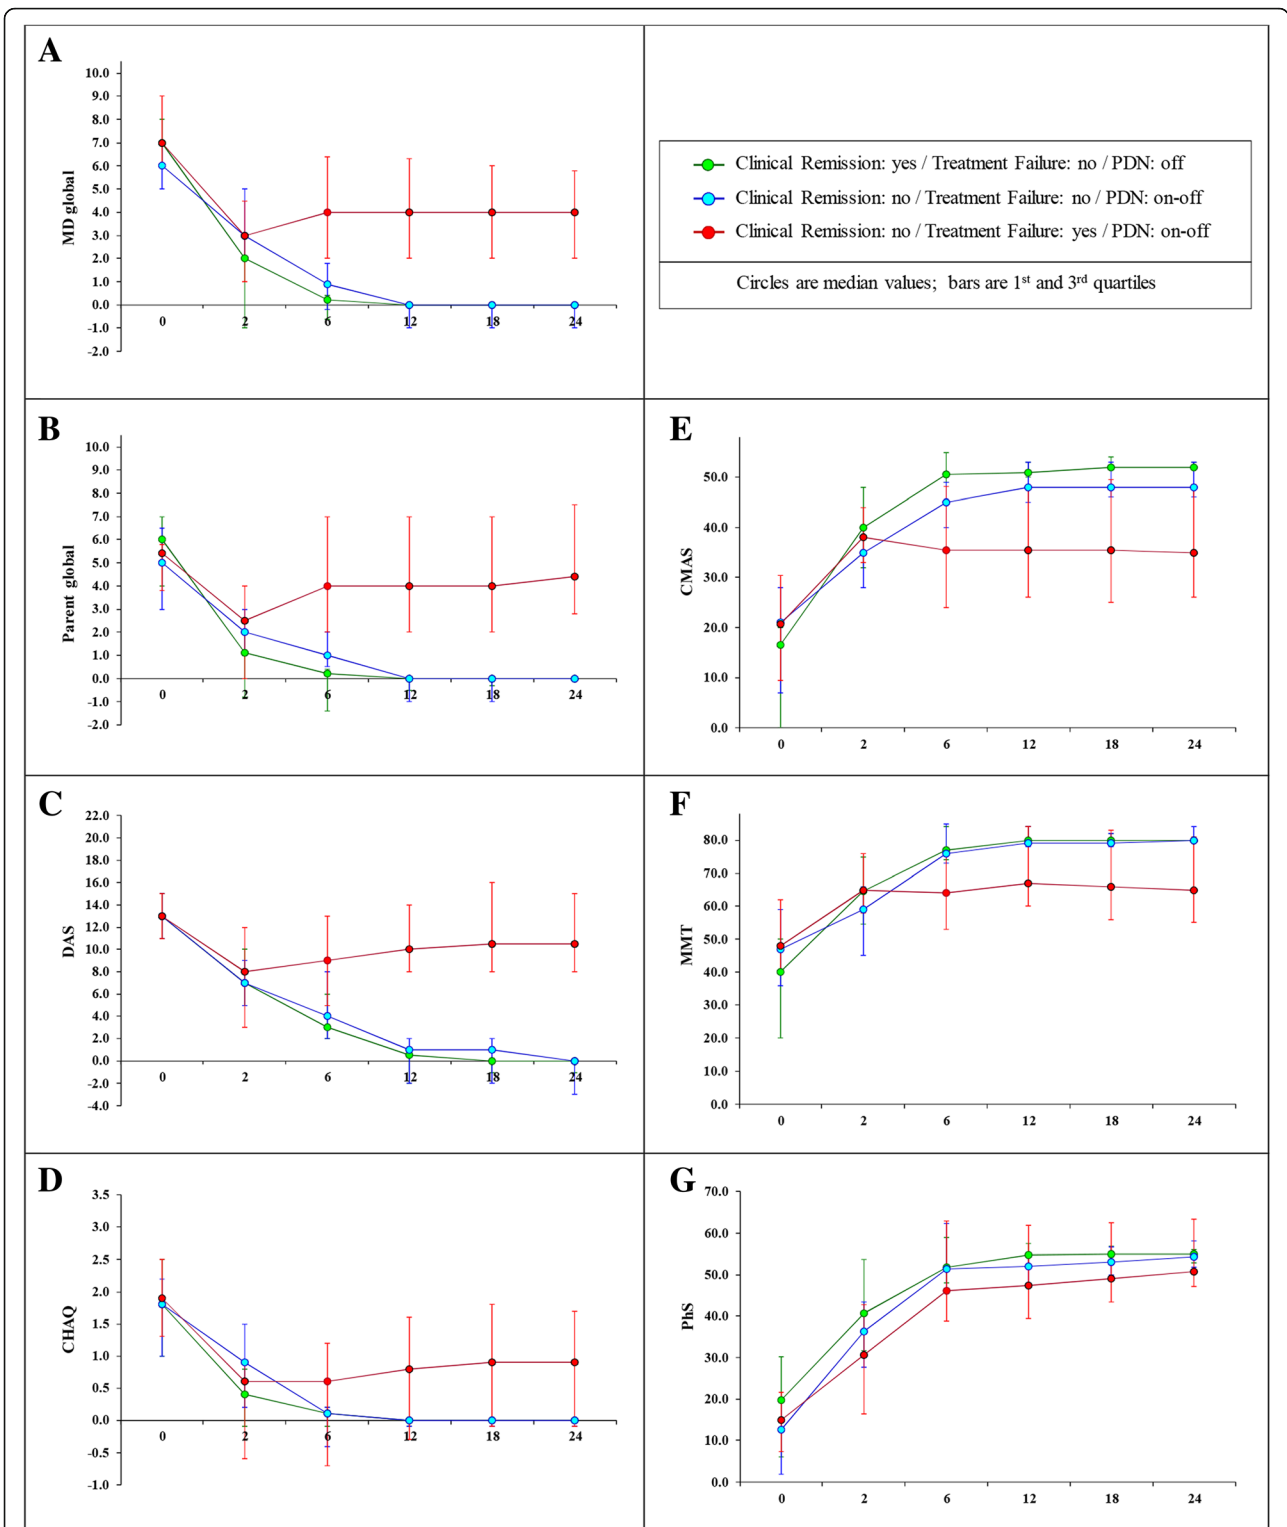 A
MD global
10.0
9.0
8.0
7.0
6.0
5.0
4.0
3.0
2.0
1.0
0.0
-1.0
-2.0
0 2 6 12 18 24
Clinical Remission: yes / Treatment Failure: no / PDN: off
Clinical Remission: no / Treatment Failure: no / PDN: on-off
Clinical Remission: no / Treatment Failure: yes / PDN: on-off
Circles are median values; bars are 1st and 3rd quartiles
B
Parent global
10.0
9.0
8.0
7.0
6.0
5.0
4.0
3.0
2.0
1.0
0.0
-1.0
-2.0
0 2 6 12 18 24
E
CMAS
50.0
40.0
30.0
20.0
10.0
0.0
0 2 6 12 18 24
C
DAS
22.0
20.0
18.0
16.0
14.0
12.0
10.0
8.0
6.0
4.0
2.0
0.0
-2.0
-4.0
0 2 6 12 18 24
F
MMT
80.0
70.0
60.0
50.0
40.0
30.0
20.0
10.0
0.0
0 2 6 12 18 24
D
CHAQ
3.5
3.0
2.5
2.0
1.5
1.0
0.5
0.0
-0.5
-1.0
0 2 6 12 18 24
G
PhS
70.0
60.0
50.0
40.0
30.0
20.0
10.0
0.0
0 2 6 12 18 24